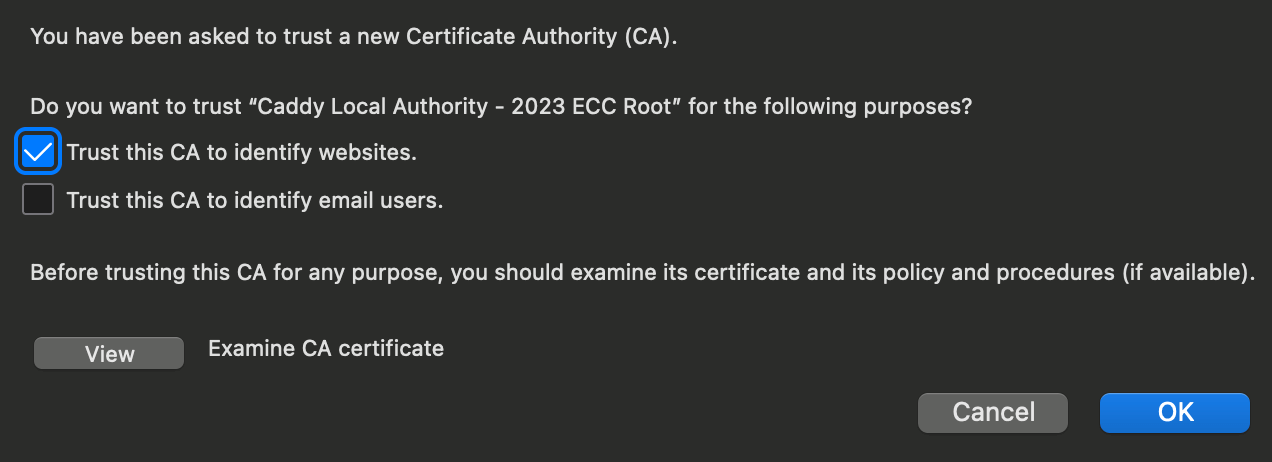 You have been asked to trust a new Certificate Authority (CA).
Do you want to trust “Caddy Local Authority - 2023 ECC Root” for the following purposes?
Trust this CA to identify websites.
Trust this CA to identify email users.
Before trusting this CA for any purpose, you should examine its certificate and its policy and procedures (if available).
View Examine CA certificate
Cancel OK